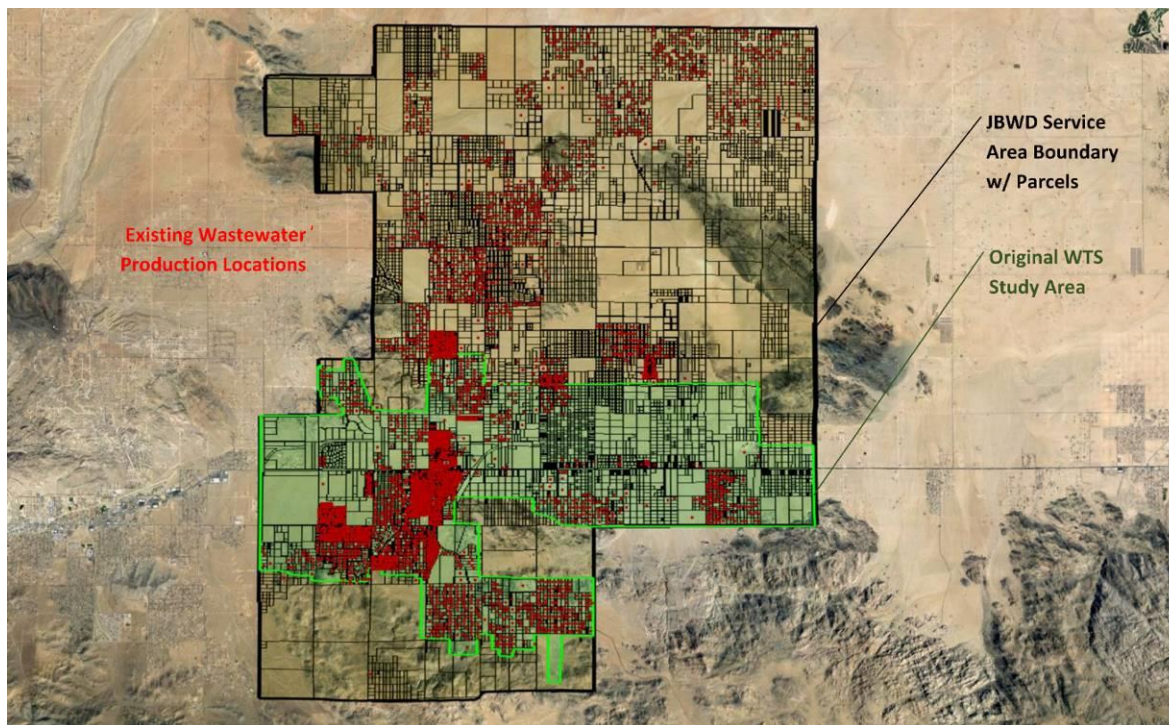 JBWD Service
Area Boundary
w/ Parcels
Existing Wastewater
Production Locations
Original WTS
Study Area